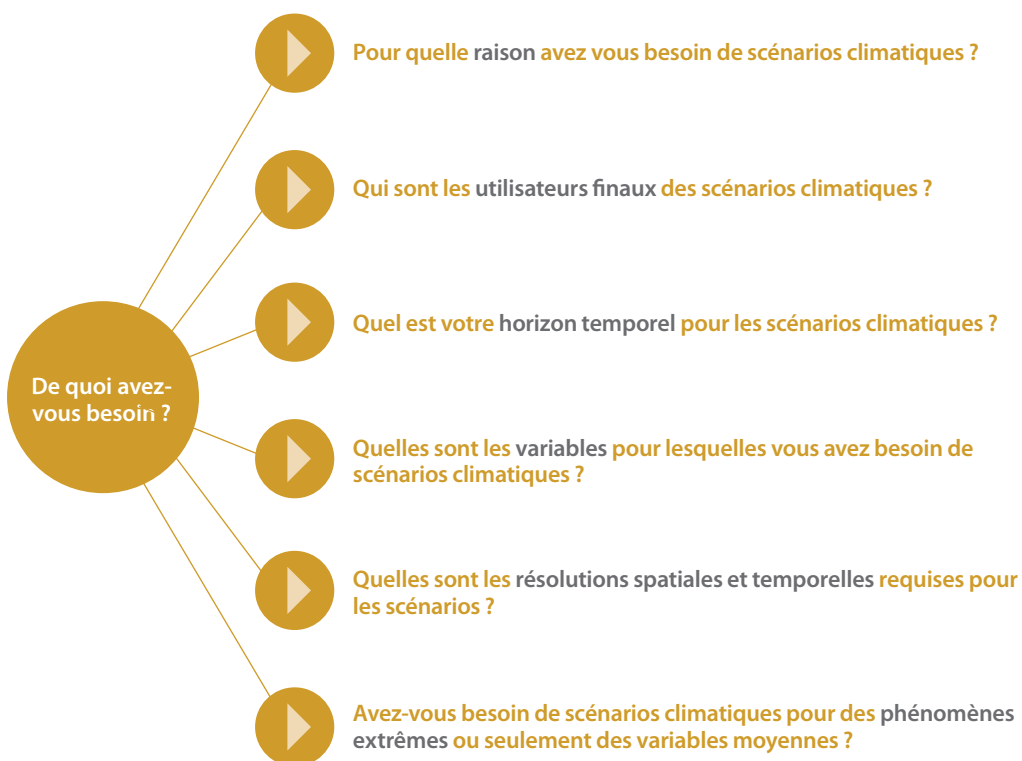 Pour quelle raison avez vous besoin de scénarios climatiques ?
Qui sont les utilisateurs finaux des scénarios climatiques ?
Quel est votre horizon temporel pour les scénarios climatiques ?
De quoi avez-
vous besoin ?
Quelles sont les variables pour lesquelles vous avez besoin de
scénarios climatiques ?
Quelles sont les résolutions spatiales et temporelles requises pour
les scénarios ?
Avez-vous besoin de scénarios climatiques pour des phénomènes
extrêmes ou seulement des variables moyennes ?